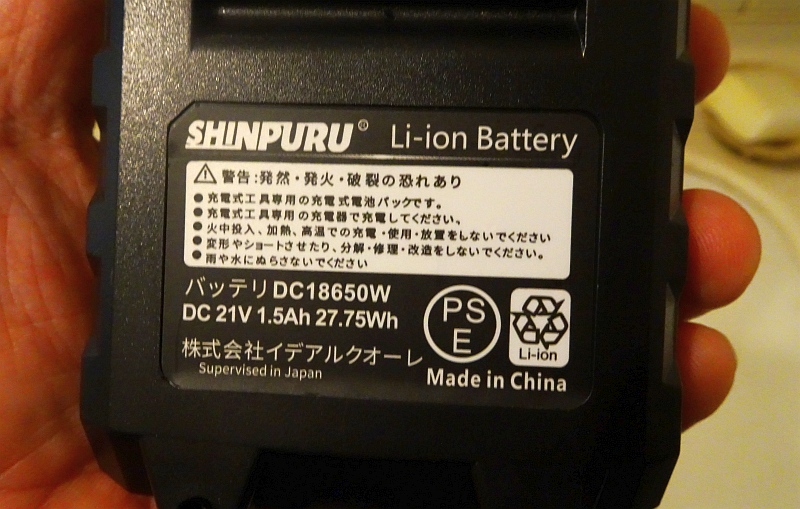 SHINPURU® Li-ion Battery
警告:発然・発火・破裂の恐れあり
●充電式工具専用の充電式電池パックです。
●充電式工具専用の充電器で充電してください、
●火中投入、加熱、高温での充電・使用・放置をしないでください
●変形やショートさせたり、分解・修理・改造をしないでください。
●雨や水にぬらさないでください
バッテリ DC18650W
DC 21V 1.5Ah 27.75Wh
PS
E
Li-ion
株式会社イデアルクオーレ
Supervised in Japan
Made in China